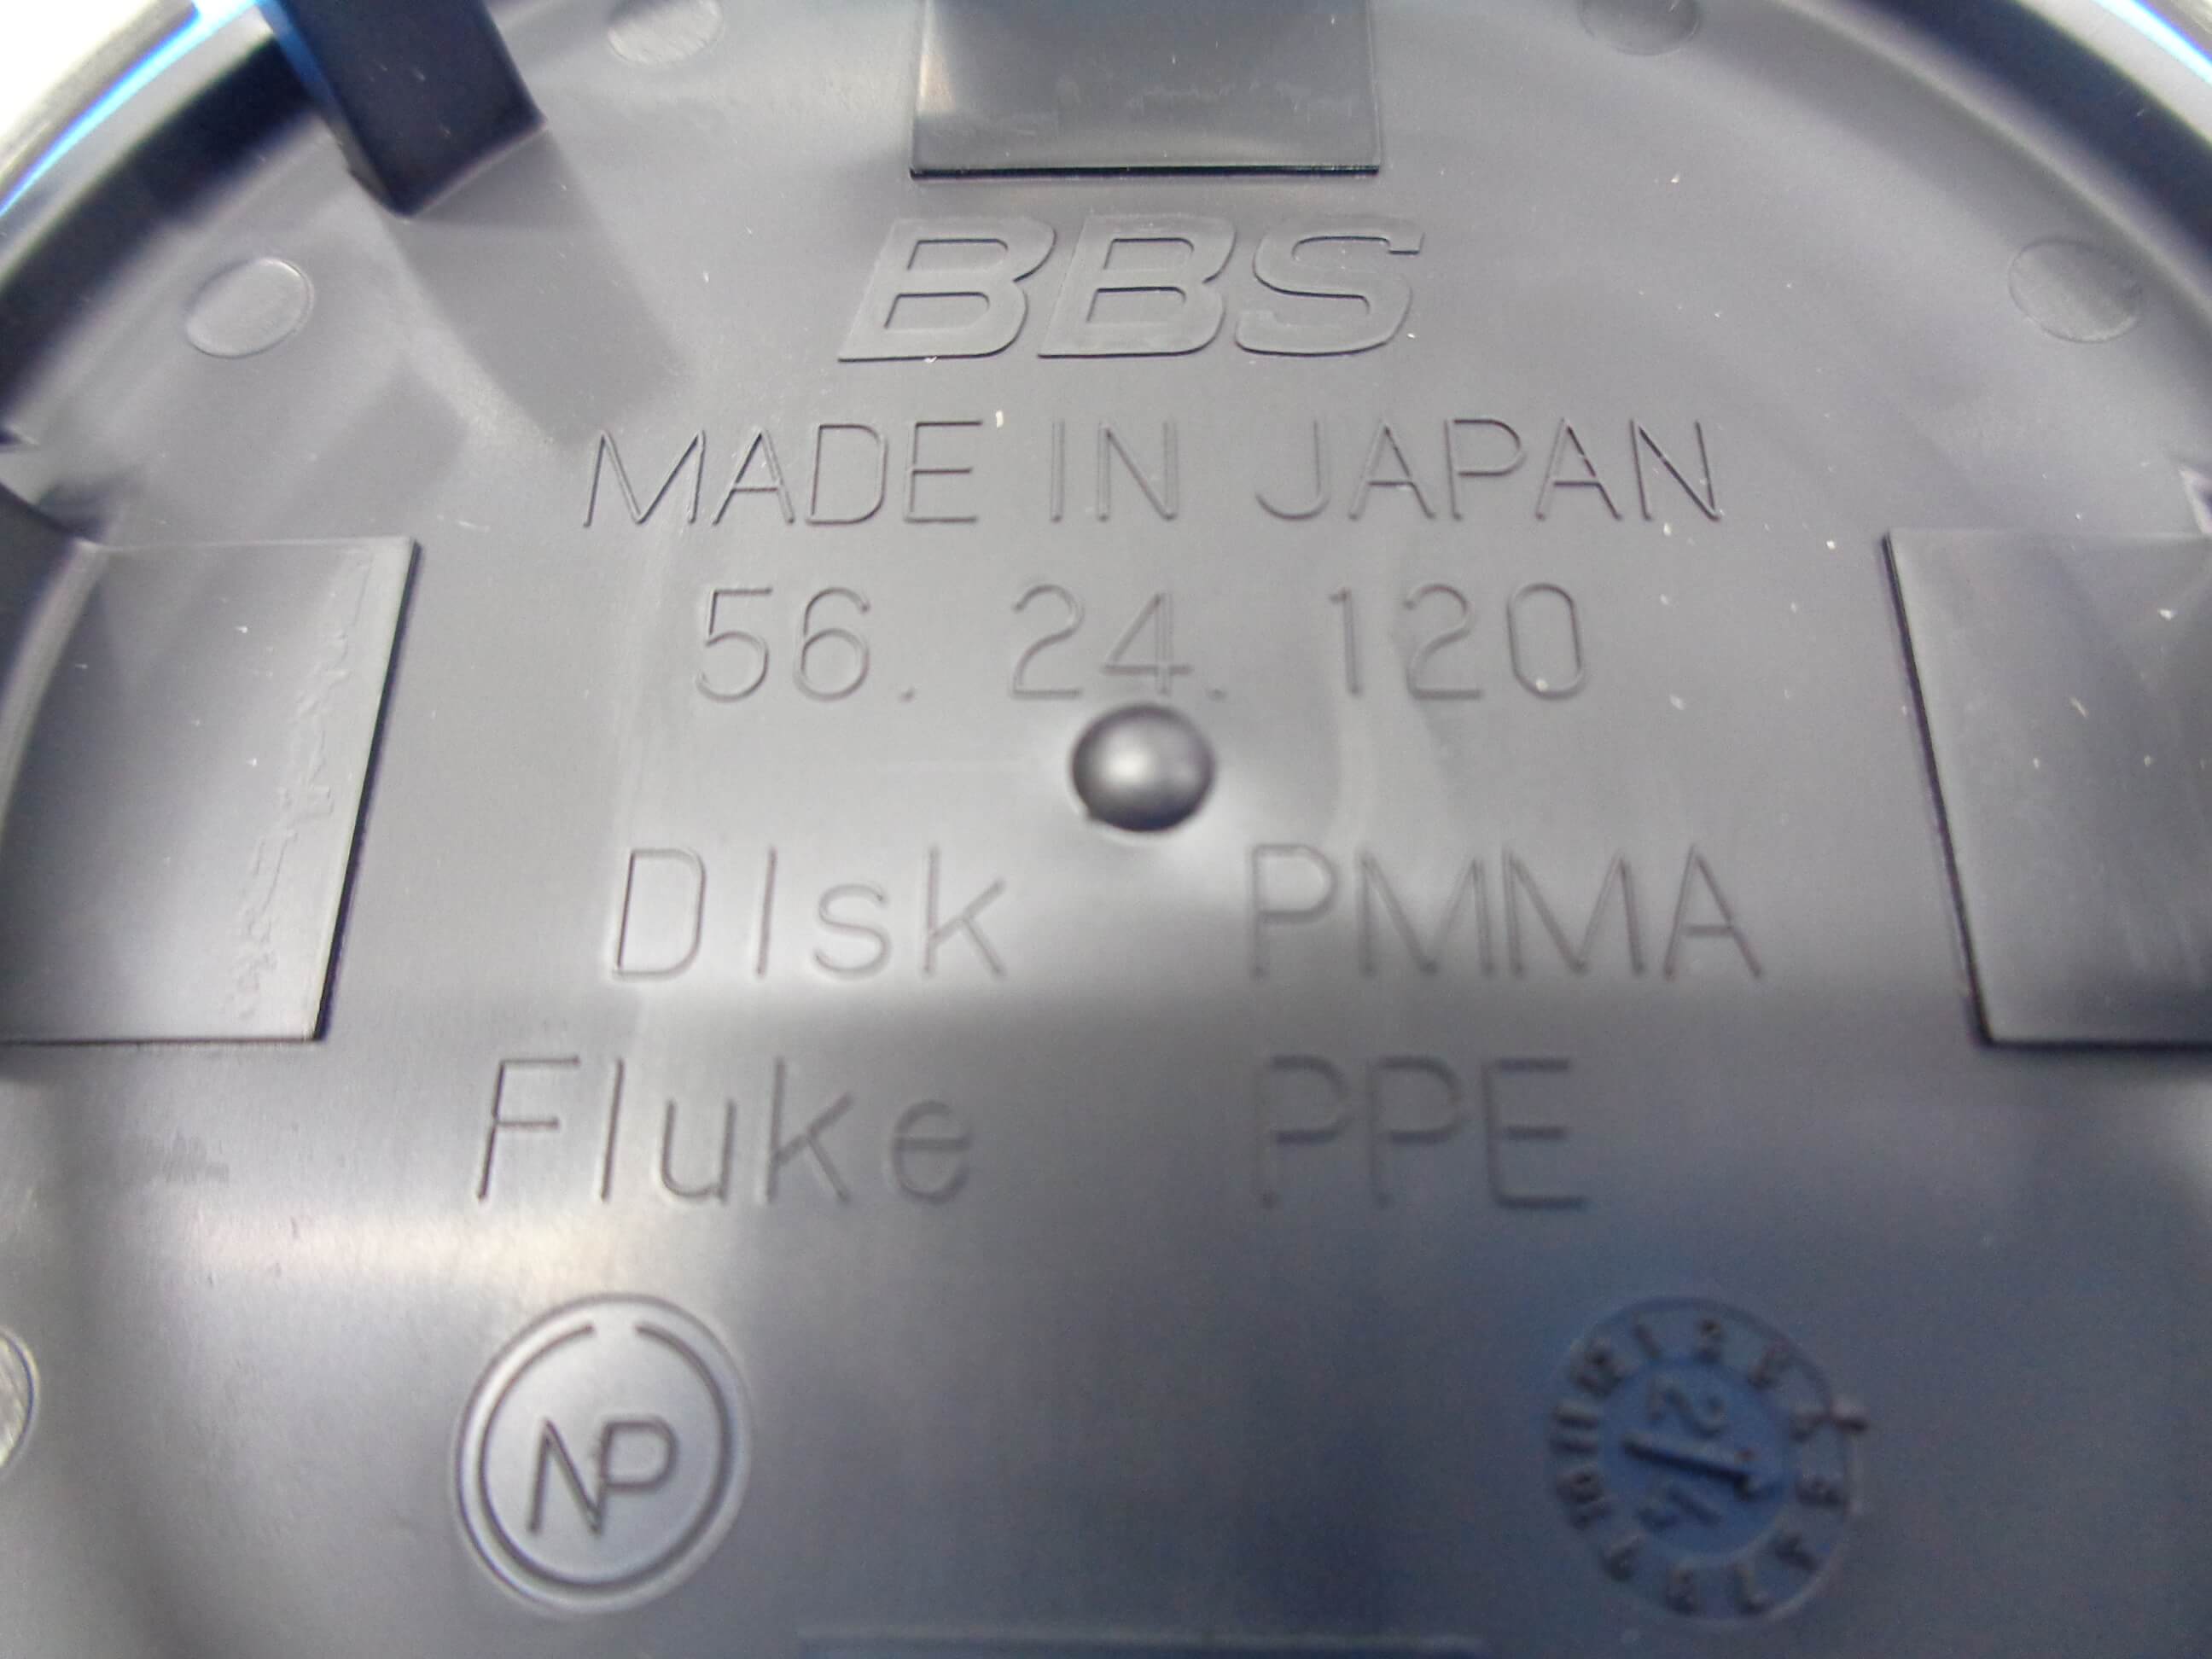 BBS
MADE IN JAPAN
56. 24. 120
DIsk PMMA
Fluke PPE
NP